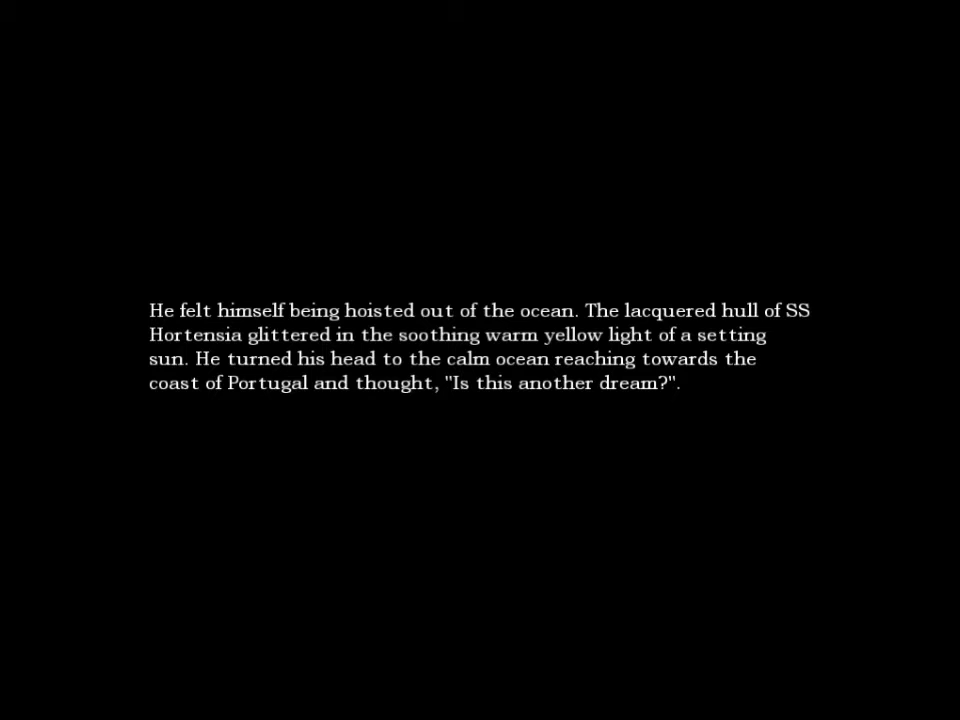 He felt himself being hoisted out of the ocean. The lacquered hull of SS
Hortensia glittered in the soothing warm yellow light of a setting
sun. He turned his head to the calm ocean reaching towards the
coast of Portugal and thought, "Is this another dream?".